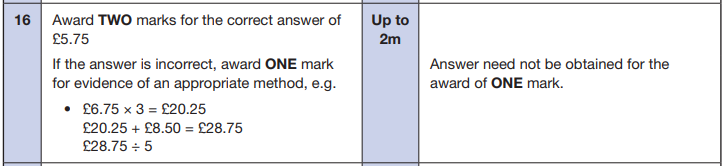 16
Award TWO marks for the correct answer of
£5.75
If the answer is incorrect, award ONE mark
for evidence of an appropriate method, e.g.
• £6.75 × 3 = £20.25
£20.25 + £8.50 = £28.75
£28.75 ÷ 5
Up to
2m
Answer need not be obtained for the
award of ONE mark.